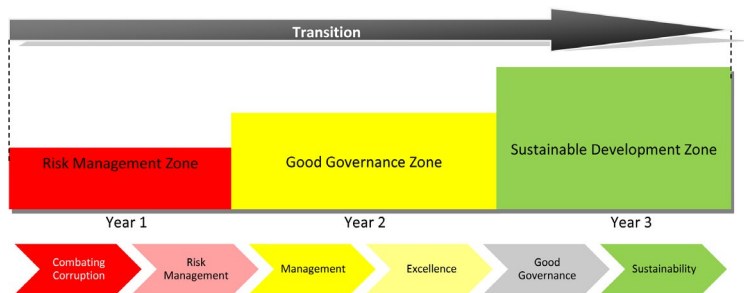 Transition
Risk Management Zone
Good Governance Zone
Sustainable Development Zone
Year 1
Year 2
Year 3
Combating
Corruption
Risk
Management
Management
Excellence
Good
Governance
Sustainability